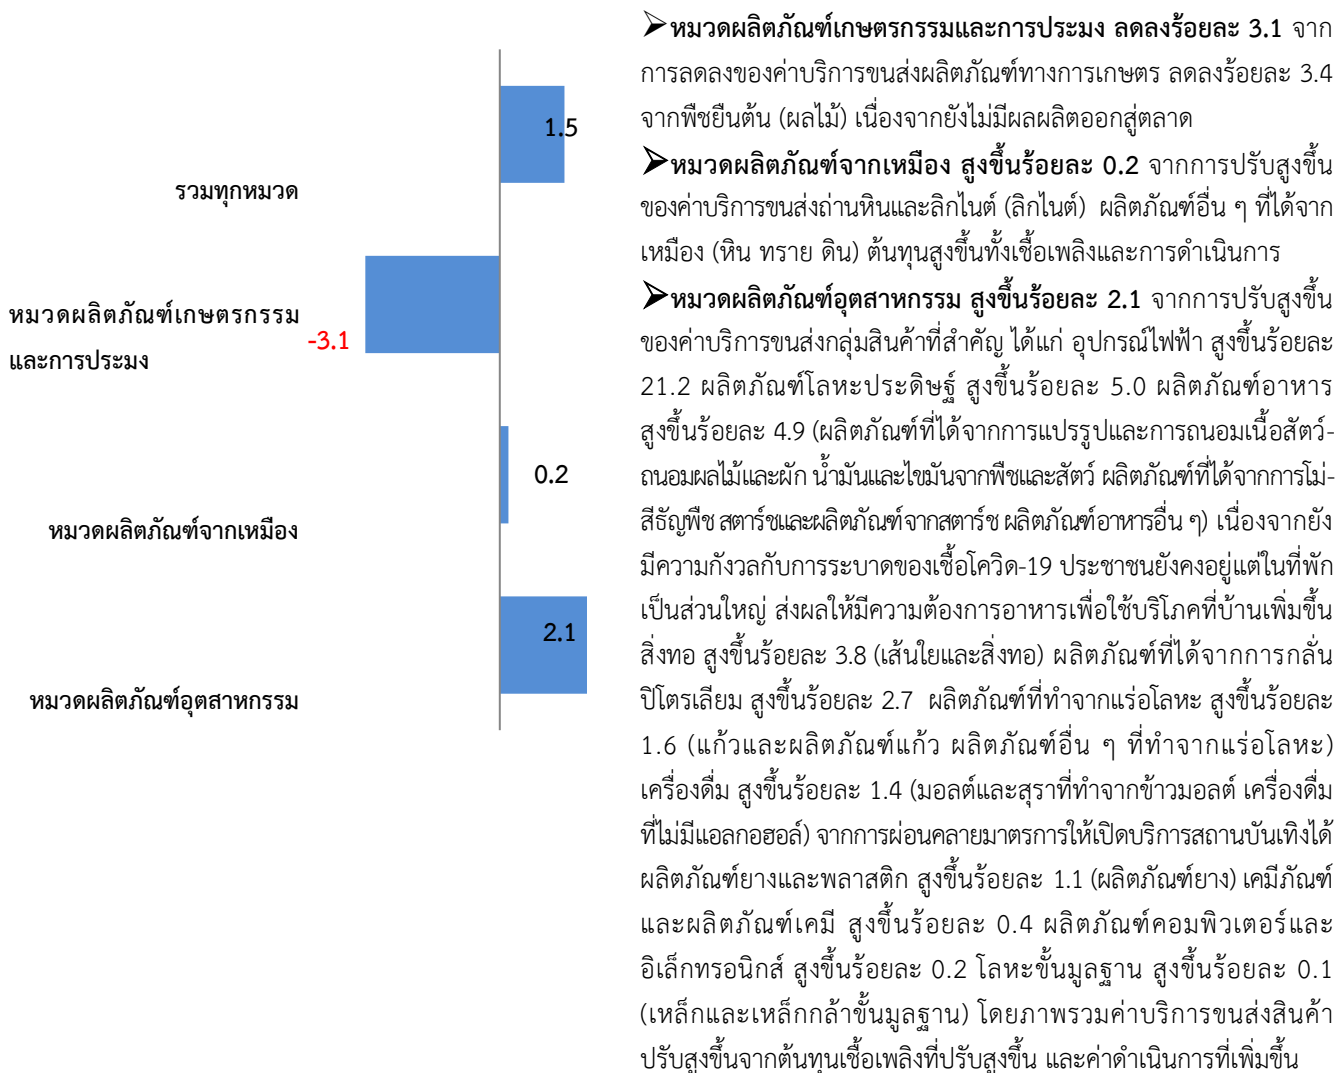 1.5
รวมทุกหมวด
หมวดผลิตภัณฑ์เกษตรกรรม
และการประมง
-3.1
0.2
หมวดผลิตภัณฑ์จากเหมือง
2.1
หมวดผลิตภัณฑ์อุตสาหกรรม
➢หมวดผลิตภัณฑ์เกษตรกรรมและการประมง ลดลงร้อยละ 3.1 จาก
การลดลงของค่าบริการขนส่งผลิตภัณฑ์ทางการเกษตร ลดลงร้อยละ 3.4
จากพืชยืนต้น (ผลไม้) เนื่องจากยังไม่มีผลผลิตออกสู่ตลาด
➢หมวดผลิตภัณฑ์จากเหมือง สูงขึ้นร้อยละ 0.2 จากการปรับสูงขึ้น
ของค่าบริการขนส่งถ่านหินและลิกไนต์ (ลิกไนต์) ผลิตภัณฑ์อื่น ๆ ที่ได้จาก
เหมือง (หิน ทราย ดิน) ต้นทุนสูงขึ้นทั้งเชื้อเพลิงและการดำเนินการ
➢หมวดผลิตภัณฑ์อุตสาหกรรม สูงขึ้นร้อยละ 2.1 จากการปรับสูงขึ้น
ของค่าบริการขนส่งกลุ่มสินค้าที่สำคัญ ได้แก่ อุปกรณ์ไฟฟ้า สูงขึ้นร้อยละ
21.2 ผลิตภัณฑ์โลหะประดิษฐ์ สูงขึ้นร้อยละ 5.0 ผลิตภัณฑ์อาหาร
สูงขึ้นร้อยละ 4.9 (ผลิตภัณฑ์ที่ได้จากการแปรรูปและการถนอมเนื้อสัตว์-
ถนอมผลไม้และผัก น้ำมันและไขมันจากพืชและสัตว์ ผลิตภัณฑ์ที่ได้จากการโม่-
สีธัญพืช สตาร์ชและผลิตภัณฑ์จากสตาร์ช ผลิตภัณฑ์อาหารอื่น ๆ) เนื่องจากยัง
มีความกังวลกับการระบาดของเชื้อโควิด-19 ประชาชนยังคงอยู่แต่ในที่พัก
เป็นส่วนใหญ่ ส่งผลให้มีความต้องการอาหารเพื่อใช้บริโภคที่บ้านเพิ่มขึ้น
สิ่งทอ สูงขึ้นร้อยละ 3.8 (เส้นใยและสิ่งทอ) ผลิตภัณฑ์ที่ได้จากการกลั่น
ปิโตรเลียม สูงขึ้นร้อยละ 2.7 ผลิตภัณฑ์ที่ทำจากแร่อโลหะ สูงขึ้นร้อยละ
1.6 (แก้วและผลิตภัณฑ์แก้ว ผลิตภัณฑ์อื่น ๆ ที่ทำจากแร่อโลหะ)
เครื่องดื่ม สูงขึ้นร้อยละ 1.4 (มอลต์และสุราที่ทำจากข้าวมอลต์ เครื่องดื่ม
ที่ไม่มีแอลกอฮอล์) จากการผ่อนคลายมาตรการให้เปิดบริการสถานบันเทิงได้
ผลิตภัณฑ์ยางและพลาสติก สูงขึ้นร้อยละ 1.1 (ผลิตภัณฑ์ยาง) เคมีภัณฑ์
และผลิตภัณฑ์เคมี สูงขึ้นร้อยละ 0.4 ผลิตภัณฑ์คอมพิวเตอร์และ
อิเล็กทรอนิกส์ สูงขึ้นร้อยละ 0.2 โลหะขั้นมูลฐาน สูงขึ้นร้อยละ 0.1
(เหล็กและเหล็กกล้าขั้นมูลฐาน) โดยภาพรวมค่าบริการขนส่งสินค้า
ปรับสูงขึ้นจากต้นทุนเชื้อเพลิงที่ปรับสูงขึ้น และค่าดำเนินการที่เพิ่มขึ้น